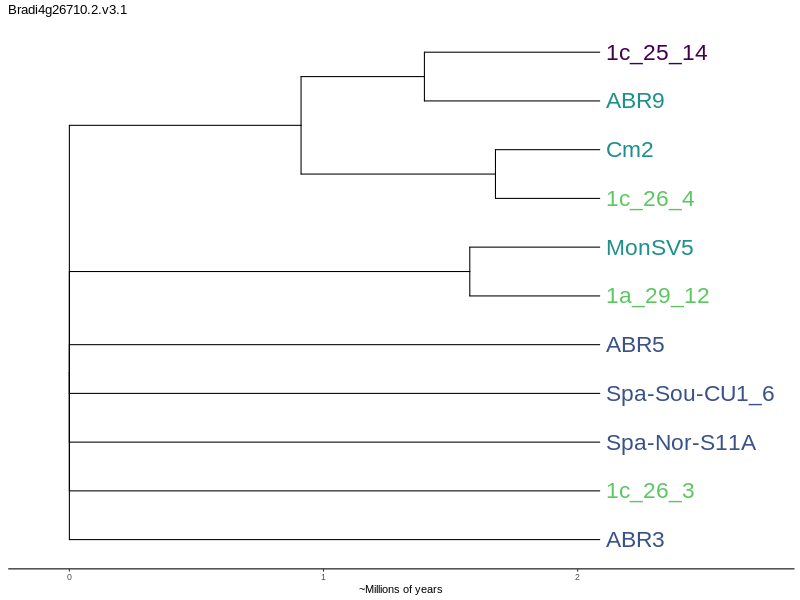 Bradi4g26710.2.v3.1
1c_25_14
ABR9
Cm2
1c_26_4
MonSV5
1a_29_12
ABR5
Spa-Sou-CU1_6
Spa-Nor-S11A
1c_26_3
ABR3
0 1 2
~Millions of years